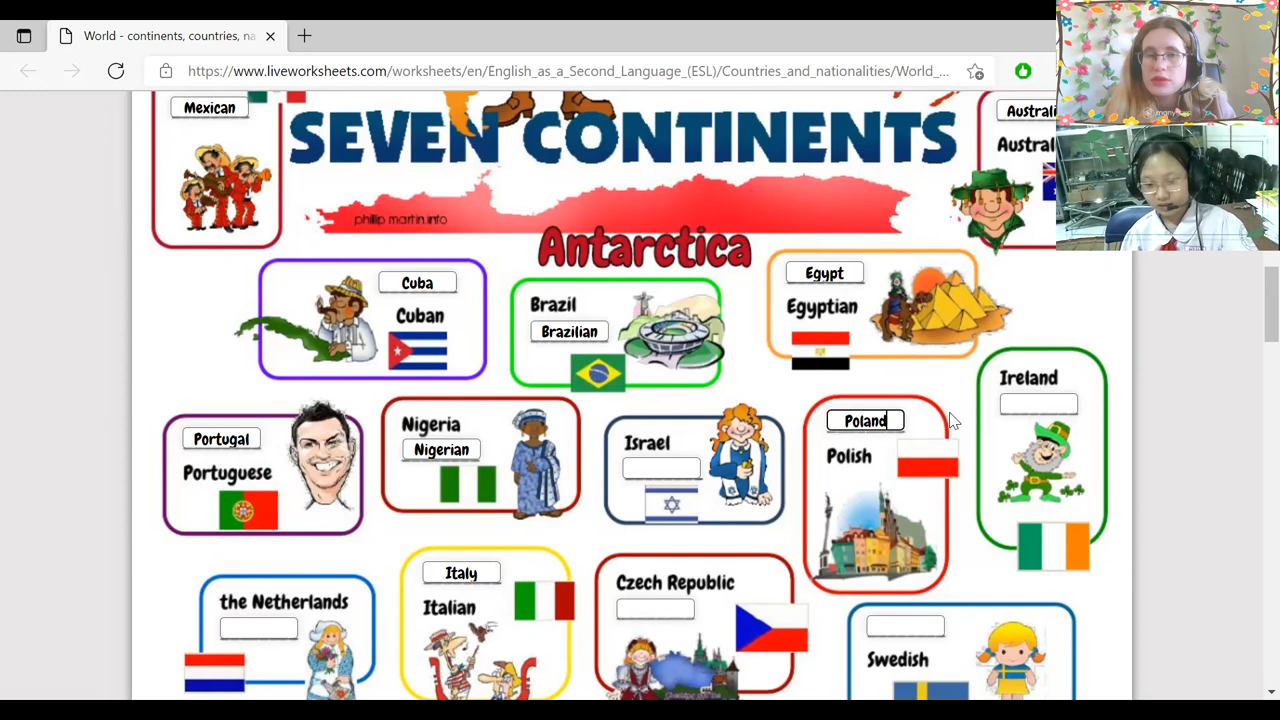 World - continents, countries, na
https://www.liveworksheets.com/worksheet/en/English_as_a_Second_Language_(ESL)/Countries_and_nationalities/World_...
many
Mexican
SEVEN CONTINENTS
Australi
Austral
phillip martin.info
Antarctica
Cuba
Cuban
Brazil
Brazilian
Egypt
Egyptian
Ireland
Portugal
Portuguese
Nigeria
Nigerian
Israel
Poland
Polish
the Netherlands
Italy
Italian
Czech Republic
Swedish